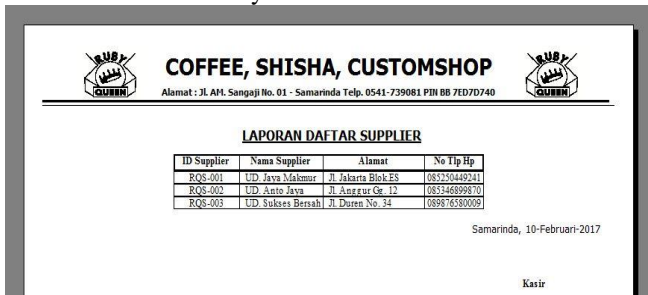 RUBY
QUEEN
COFFEE, SHISHA, CUSTOMSHOP
Alamat : Jl. AM. Sangaji No. 01 - Samarinda Telp. 0541-739081 PIN BB 7ED7D740
RUBY
QUEEN
LAPORAN DAFTAR SUPPLIER
ID Supplier Nama Supplier Alamat No Tlp Hp
RQS-001 UD. Jaya Makmur Jl. Jakarta Blok.ES 085250449241
RQS-002 UD. Anto Jaya Jl. Anggur Gg. 12 085346899870
RQS-003 UD. Sukses Bersah Jl. Duren No. 34 089876580009
Samarinda, 10-Februari-2017
Kasir